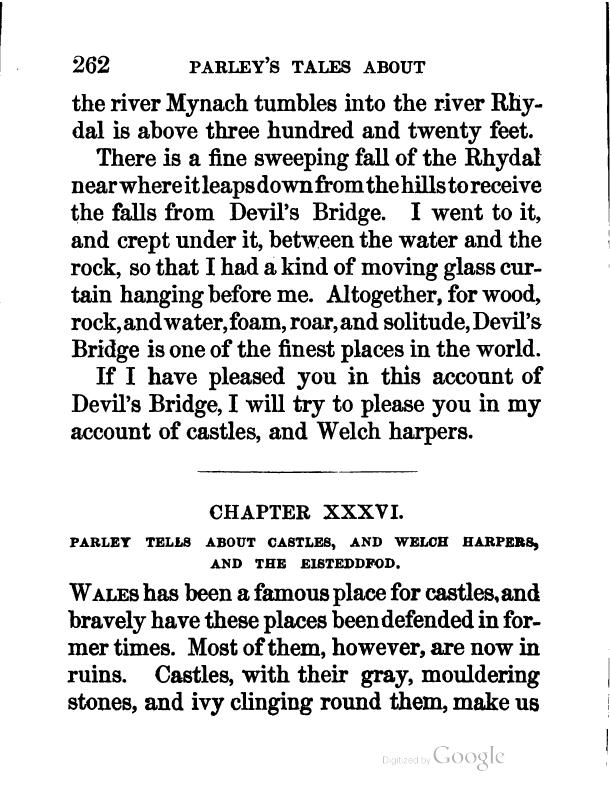 262 PARLEY'S TALES ABOUT
the river Mynach tumbles into the river Rhy-
dal is above three hundred and twenty feet.
There is a fine sweeping fall of the Rhydal
near where it leaps down from the hills to receive
the falls from Devil's Bridge. I went to it,
and crept under it, between the water and the
rock, so that I had a kind of moving glass cur-
tain hanging before me. Altogether, for wood,
rock, and water, foam, roar, and solitude, Devil's
Bridge is one of the finest places in the world.
If I have pleased you in this account of
Devil's Bridge, I will try to please you in my
account of castles, and Welch harpers.
CHAPTER XXXVI.
PARLEY TELLS ABOUT CASTLES, AND WELCH HARPERS,
AND THE EISTEDDFOD.
WALES has been a famous place for castles, and
bravely have these places been defended in for-
mer times. Most of them, however, are now in
ruins. Castles, with their gray, mouldering
stones, and ivy clinging round them, make us
Digitized by Google